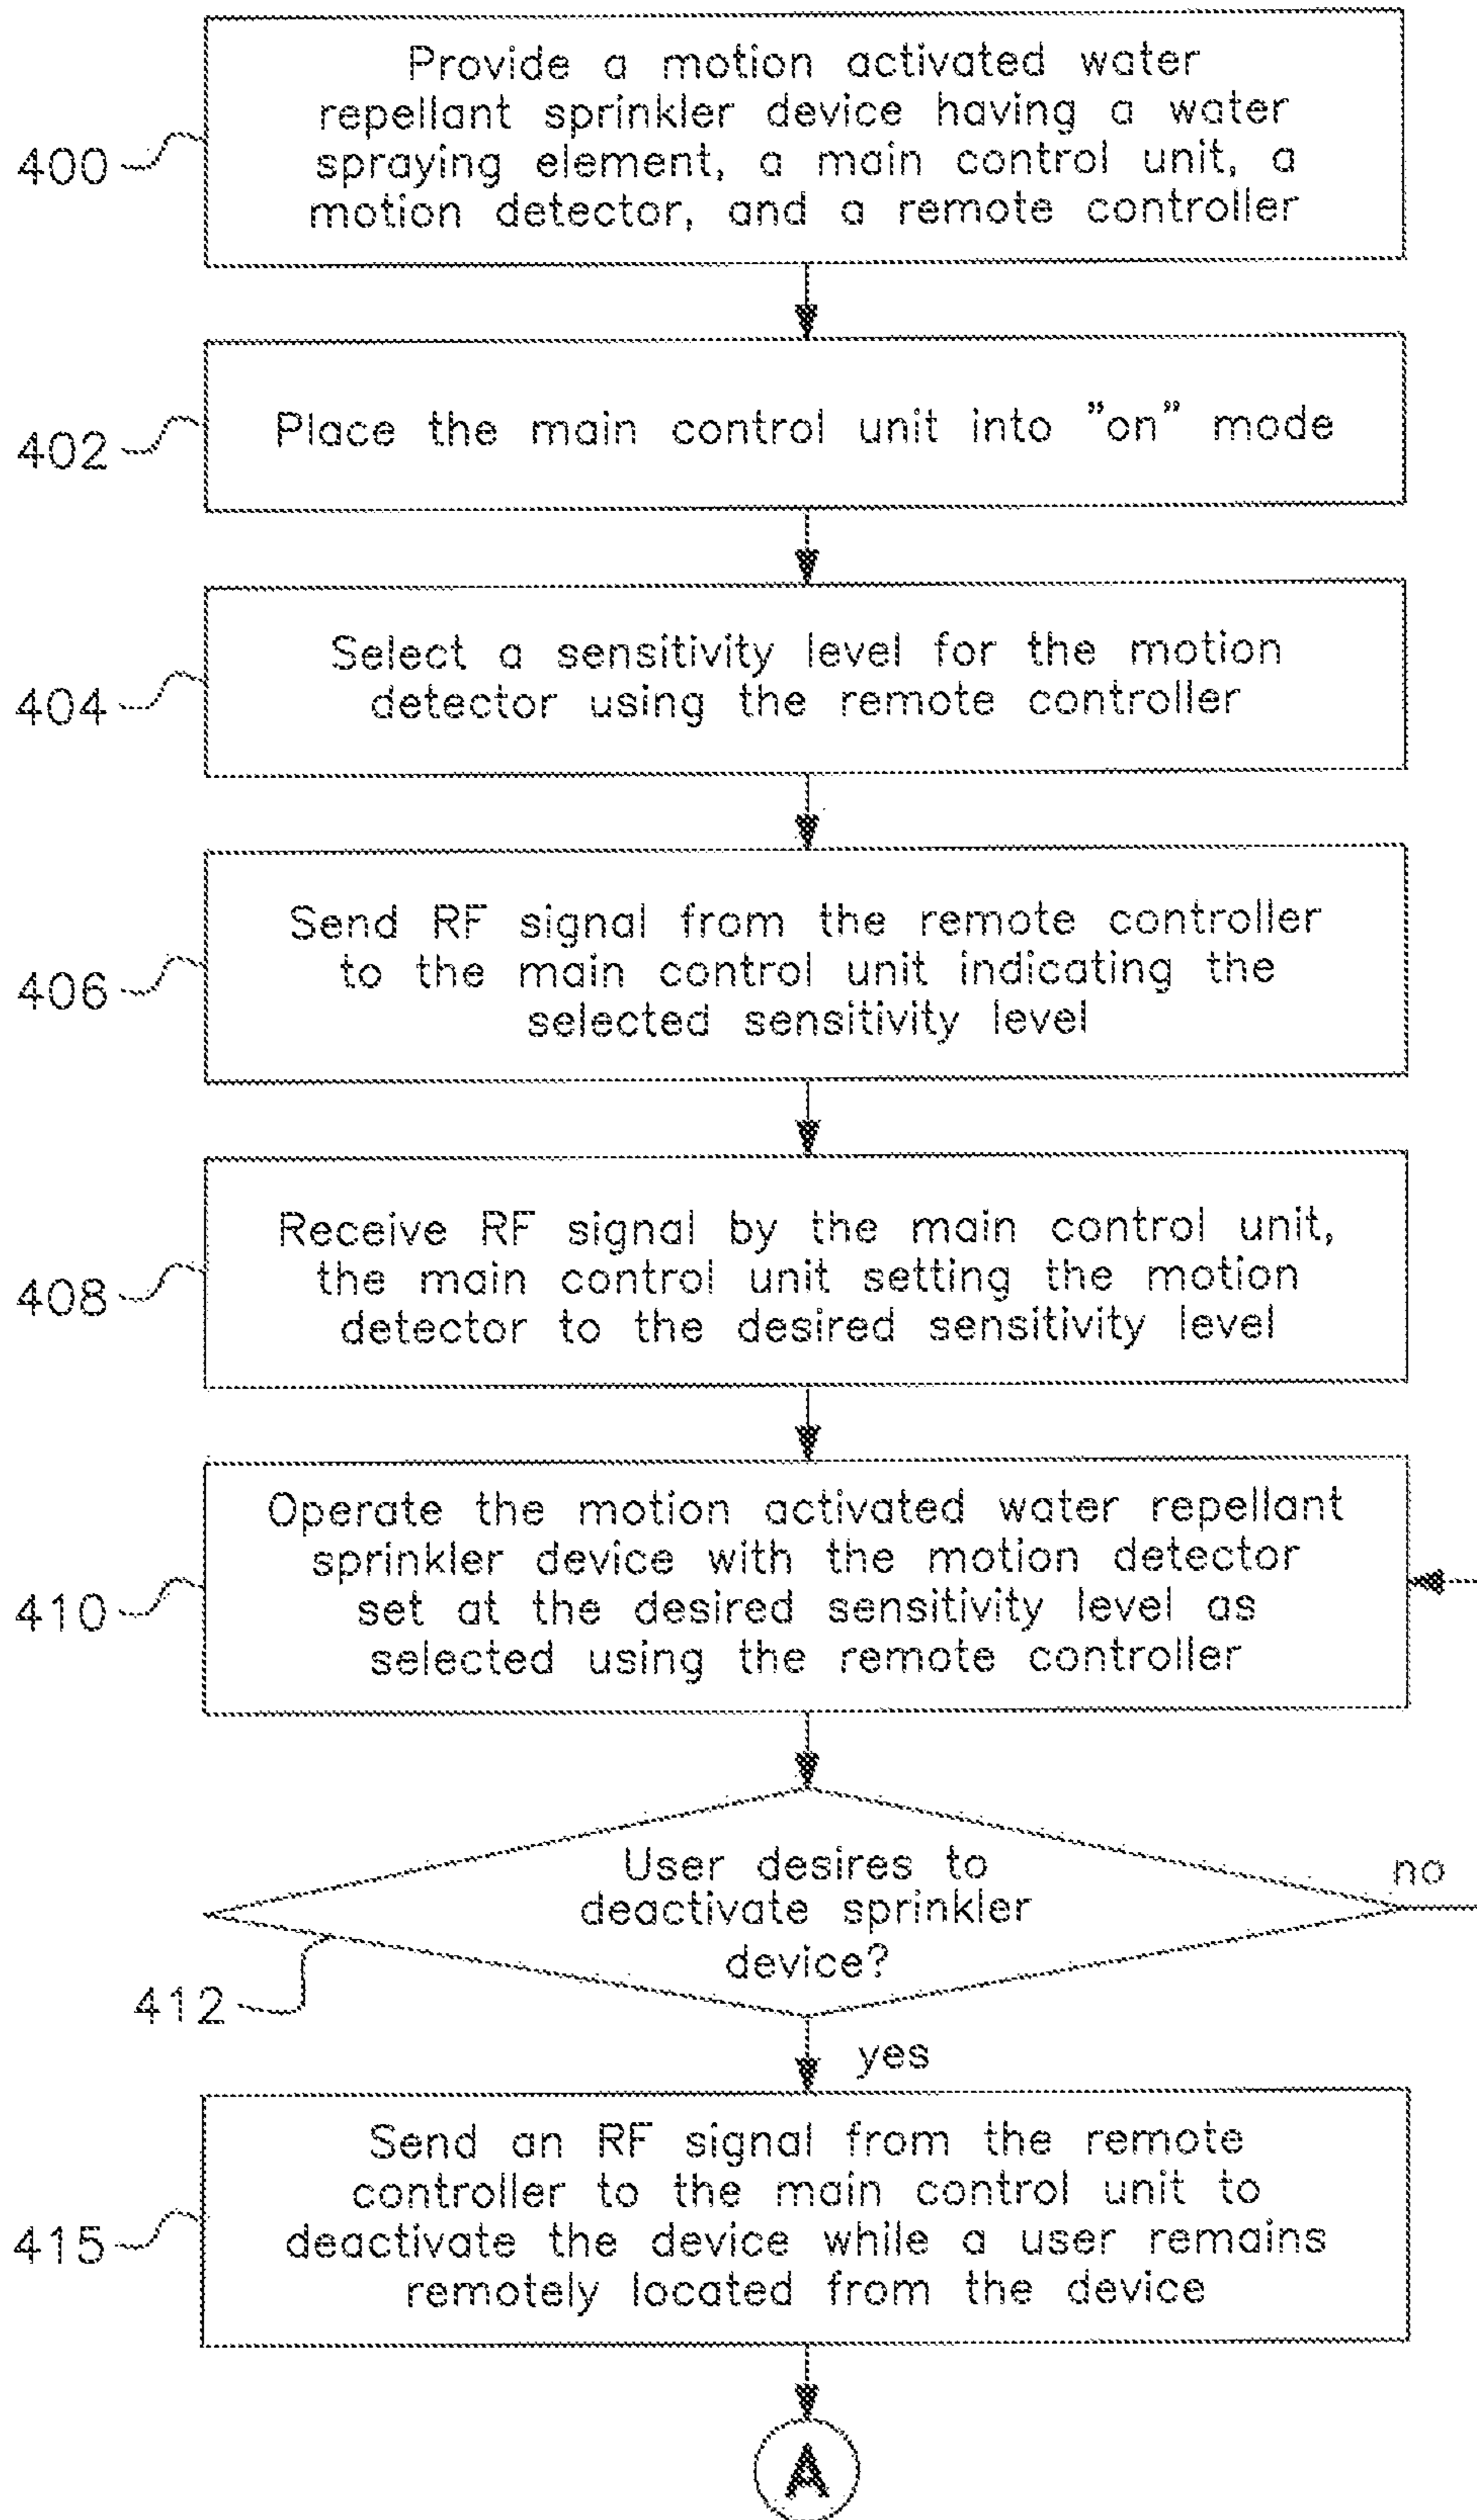 Provide a motion activated water
repellant sprinkler device having a water
spraying element, a main control unit, a
motion detector, and a remote controller
400
Place the main control unit into "on" mode
402
Select a sensitivity level for the motion
detector using the remote controller
404
Send RF signal from the remote controller
to the main control unit indicating the
selected sensitivity level
406
Receive RF signal by the main control unit,
the main control unit setting the motion
detector to the desired sensitivity level
408
Operate the motion activated water repellant
sprinkler device with the motion detector
set at the desired sensitivity level as
selected using the remote controller
410
User desires to
deactivate sprinkler
device?
no
412
yes
Send an RF signal from the remote
controller to the main control unit to
deactivate the device while a user remains
remotely located from the device
415
A